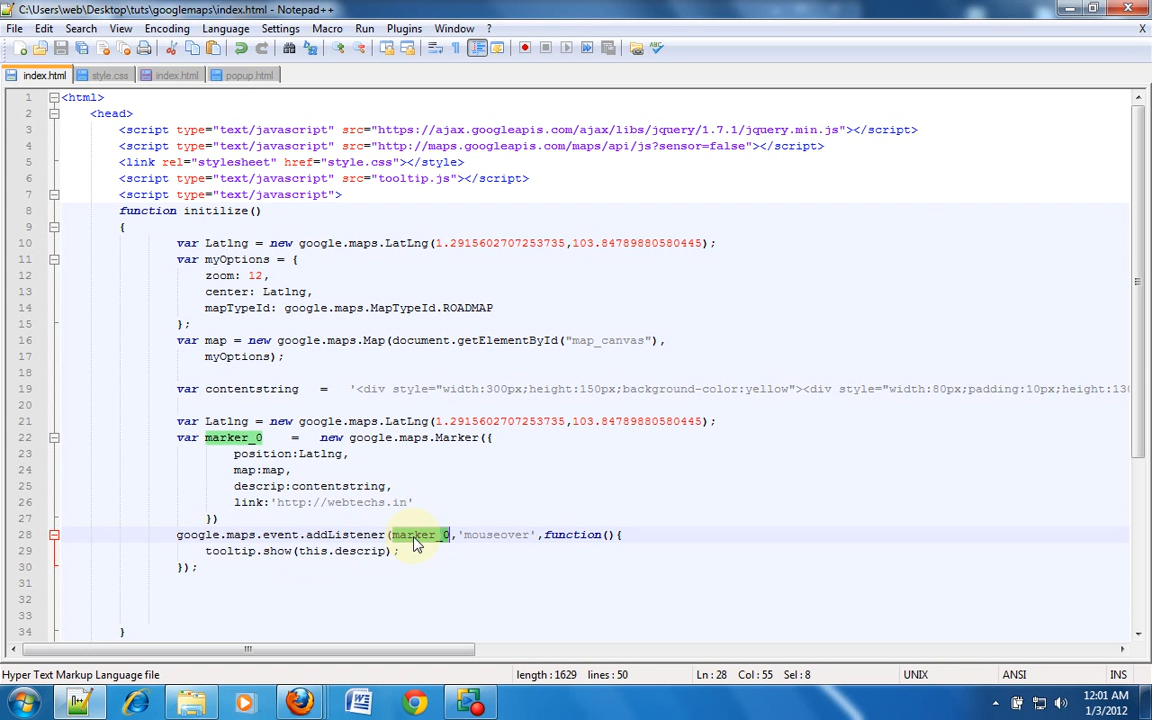 C:\Users\web\Desktop\tuts\googlemaps\index.html - Notepad++
File Edit Search View Encoding Language Settings Macro Run Plugins Window ? X
index.html style.css index.html popup.html
1 <html>
2 <head>
3 <script type="text/javascript" src="https://ajax.googleapis.com/ajax/libs/jquery/1.7.1/jquery.min.js"></script>
4 <script type="text/javascript" src="http://maps.googleapis.com/maps/api/js?sensor=false"></script>
5 <link rel="stylesheet" href="style.css"></style>
6 <script type="text/javascript" src="tooltip.js"></script>
7 <script type="text/javascript">
8 function initilize()
9 {
10 var Latlng = new google.maps.LatLng(1.2915602707253735,103.84789880580445);
11 var myOptions = {
12 zoom: 12,
13 center: Latlng,
14 mapTypeId: google.maps.MapTypeId.ROADMAP
15 };
16 var map = new google.maps.Map(document.getElementById("map_canvas"),
17 myOptions);
18
19 var contentstring = '<div style="width:300px;height:150px;background-color:yellow"><div style="width:80px;padding:10px;height:130
20
21 var Latlng = new google.maps.LatLng(1.2915602707253735,103.84789880580445);
22 var marker_0 = new google.maps.Marker({
23 position:Latlng,
24 map:map,
25 descrip:contentstring,
26 link:'http://webtechs.in'
27 })
28 google.maps.event.addListener(marker_0,'mouseover',function(){
29 tooltip.show(this.descrip);
30 });
31
32
33
34 }
Hyper Text Markup Language file length : 1629 lines : 50 Ln : 28 Col : 55 Sel : 8 UNIX ANSI INS
12:01 AM
1/3/2012